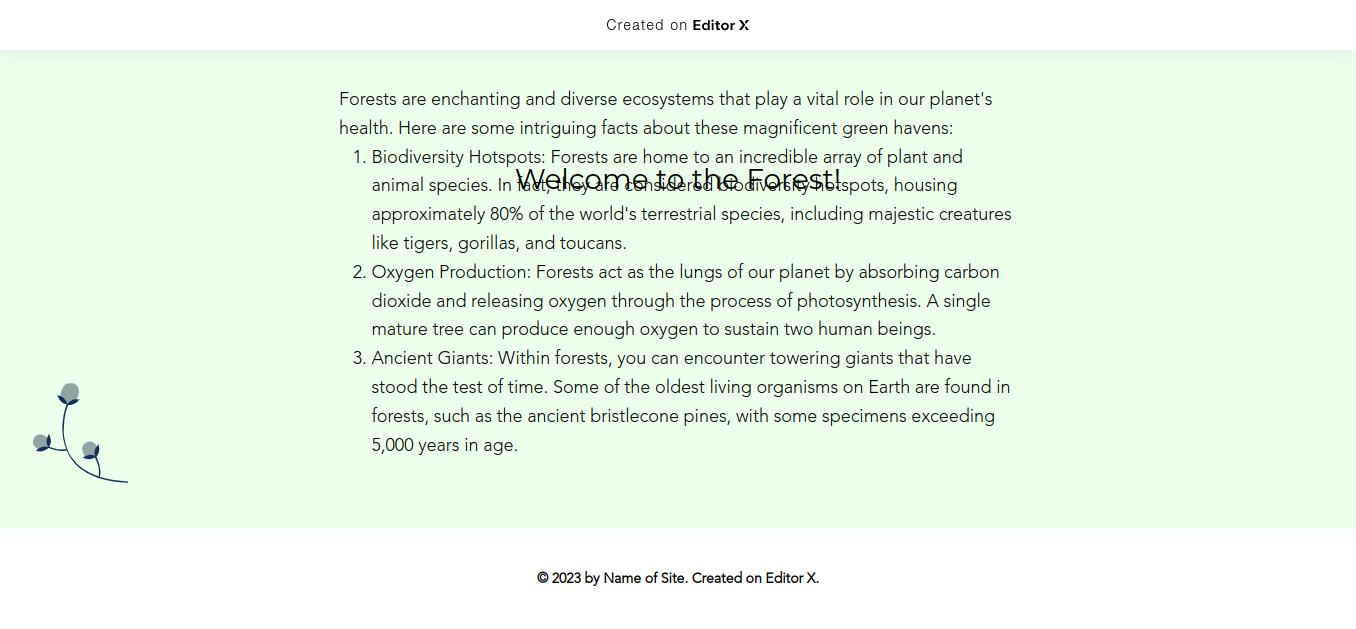 Created on Editor X
Forests are enchanting and diverse ecosystems that play a vital role in our planet's
health. Here are some intriguing facts about these magnificent green havens:
1. Biodiversity Hotspots: Forests are home to an incredible array of plant and
Welcome to the Forest!
animal species. In fact, they are considered biodiversity hotspots, housing
approximately 80% of the world's terrestrial species, including majestic creatures
like tigers, gorillas, and toucans.
2. Oxygen Production: Forests act as the lungs of our planet by absorbing carbon
dioxide and releasing oxygen through the process of photosynthesis. A single
mature tree can produce enough oxygen to sustain two human beings.
3. Ancient Giants: Within forests, you can encounter towering giants that have
stood the test of time. Some of the oldest living organisms on Earth are found in
forests, such as the ancient bristlecone pines, with some specimens exceeding
5,000 years in age.
© 2023 by Name of Site. Created on Editor X.